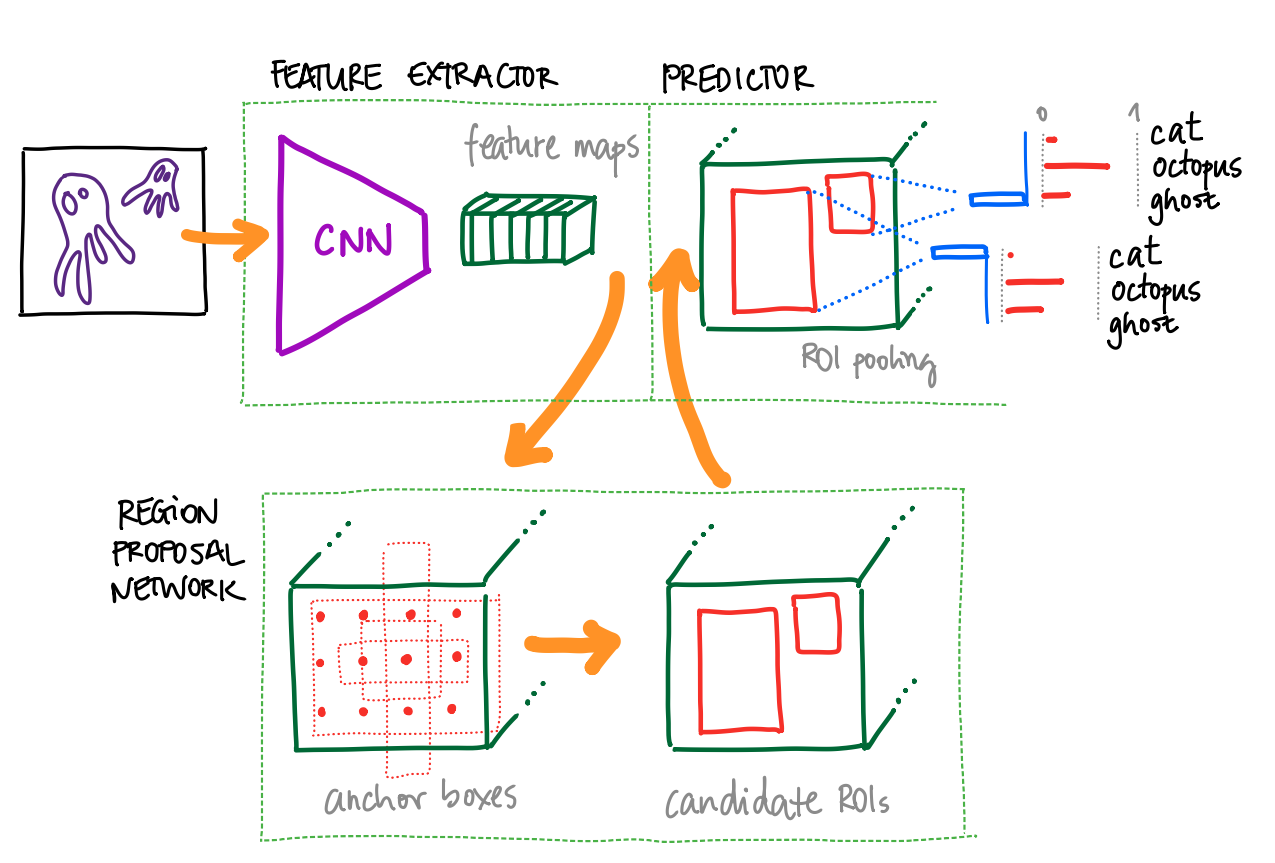 FEATURE EXTRACTOR
PREDICTOR
feature maps
CNN
0 1
cat
octopus
ghost
cat
octopus
ghost
ROI pooling
REGION
PROPOSAL
NETWORK
anchor boxes
candidate ROIs